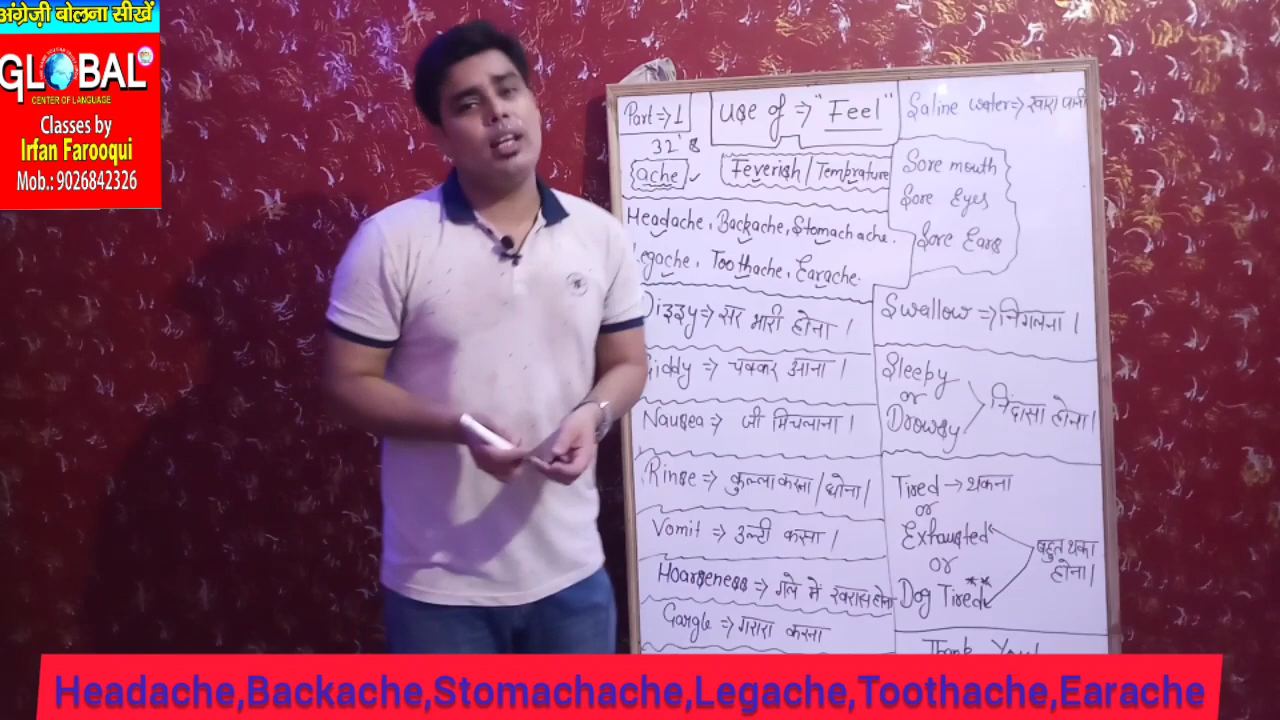 अंग्रेज़ी बोलना सीखें
GLOBAL
CENTER OF LANGUAGE
Classes by
Irfan Farooqui
Mob.: 9026842326
Part ⇒ 1
use of ⇒ "Feel"
32's
ache
Feverish / Temprature
Headache, Backache, Stomachache.
Legache, Toothache, Earache.
Dizzy ⇒ सर भारी होना ।
Giddy ⇒ चक्कर आना ।
Nausea ⇒ जी मिचलाना ।
Rinse ⇒ कुल्ला करना / धोना ।
Vomit ⇒ उल्टी करना ।
Hoarseness ⇒ गले में खरास होना
Gargle ⇒ गरारा करना
Saline water ⇒ खारा पानी
Sore mouth
Sore Eyes
Sore Ears
Swallow ⇒ निगलना ।
Sleepy
or
Drowsy
निंदासा होना ।
Tired → थकना
or
Exhausted
or
Dog Tired
बहुत थका
होना ।
Thank You!
Headache,Backache,Stomachache,Legache,Toothache,Earache